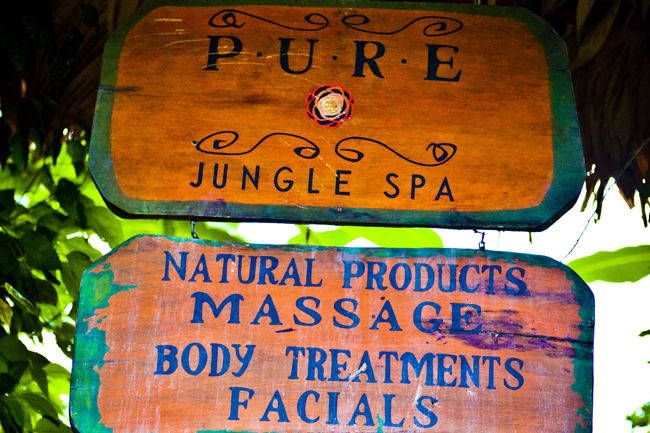 P·U·R·E
JUNGLE SPA
NATURAL PRODUCTS
MASSAGE
BODY TREATMENTS
FACIALS